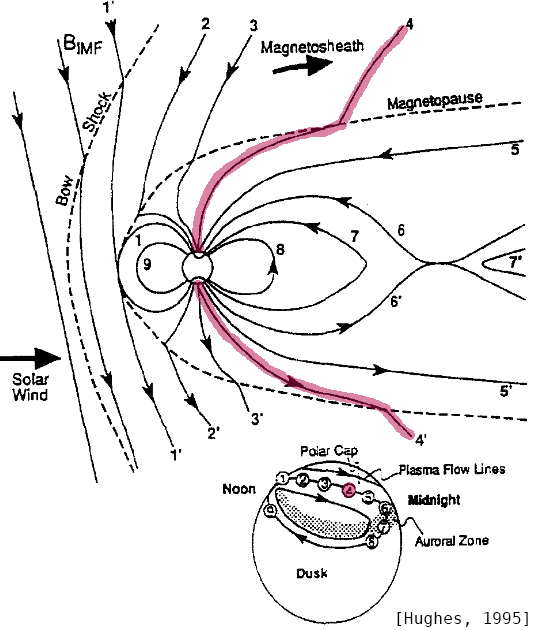 1'
2
3
4
B IMF
Magnetosheath
Shock
Magnetopause
5
Bow
1
9
8
7
6
7"
6'
Solar
Wind
5'
3'
2'
1'
4'
Polar Cap
Plasma Flow Lines
Noon
1
2
3
4
5
Midnight
6
9
7
8
Auroral Zone
Dusk
[Hughes, 1995]